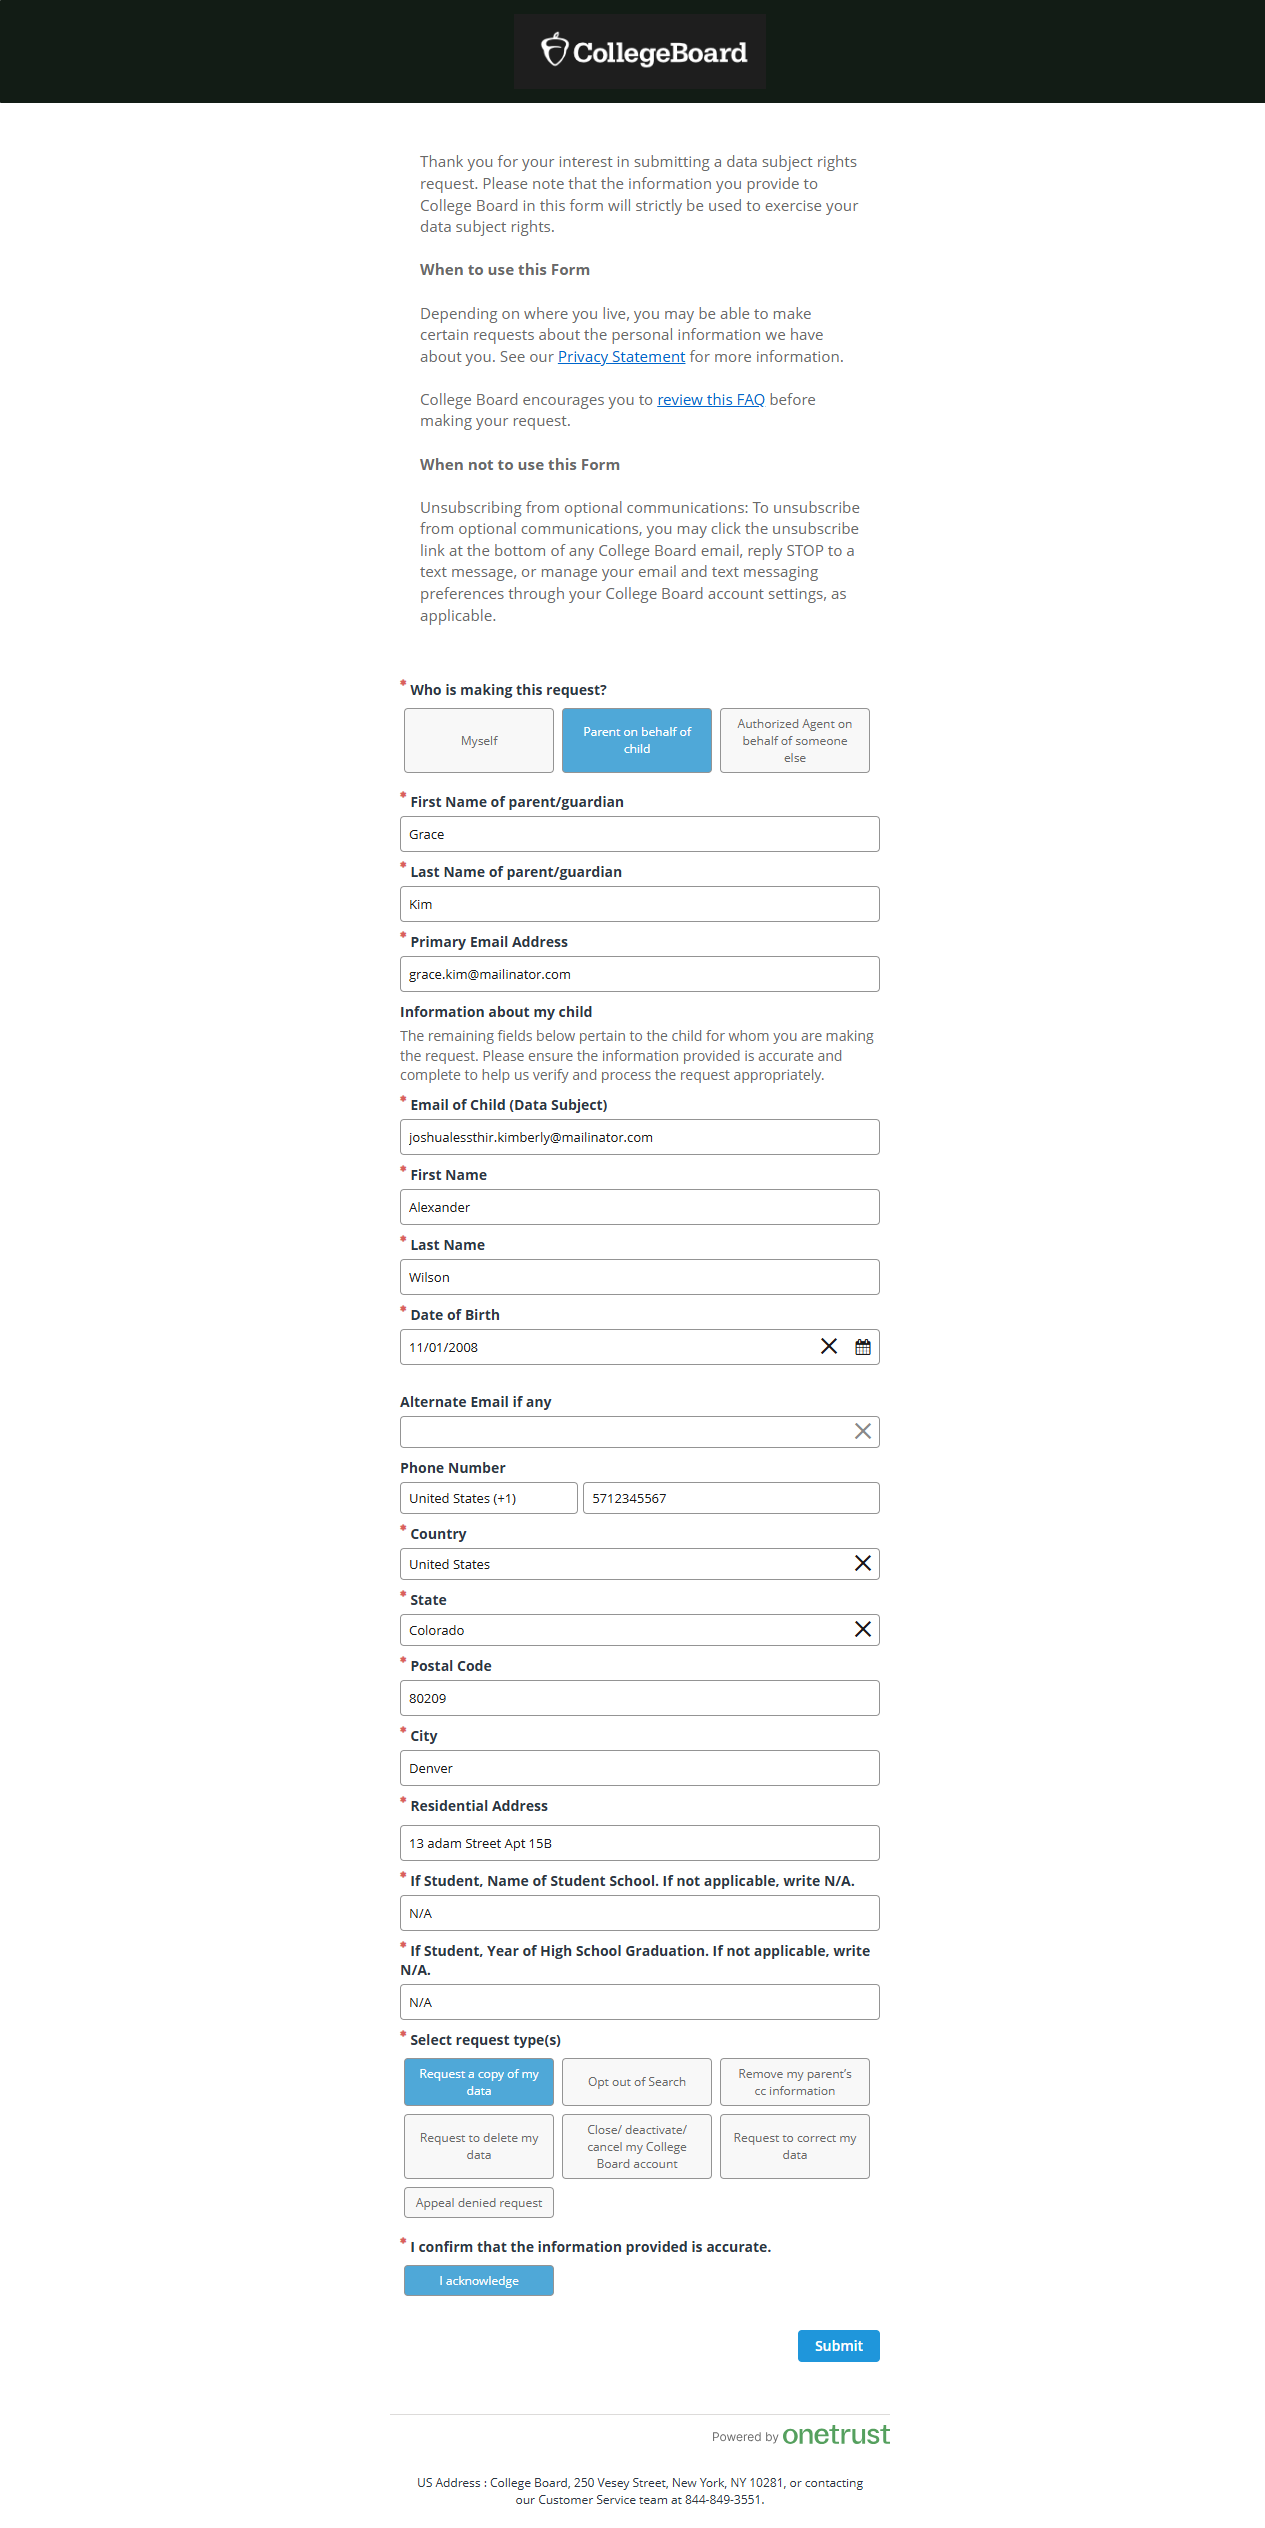 CollegeBoard
Thank you for your interest in submitting a data subject rights
request. Please note that the information you provide to
College Board in this form will strictly be used to exercise your
data subject rights.
When to use this Form
Depending on where you live, you may be able to make
certain requests about the personal information we have
about you. See our Privacy Statement for more information.
College Board encourages you to review this FAQ before
making your request.
When not to use this Form
Unsubscribing from optional communications: To unsubscribe
from optional communications, you may click the unsubscribe
link at the bottom of any College Board email, reply STOP to a
text message, or manage your email and text messaging
preferences through your College Board account settings, as
applicable.
* Who is making this request?
Myself
Parent on behalf of
child
Authorized Agent on
behalf of someone
else
* First Name of parent/guardian
Grace
* Last Name of parent/guardian
Kim
* Primary Email Address
grace.kim@mailinator.com
Information about my child
The remaining fields below pertain to the child for whom you are making
the request. Please ensure the information provided is accurate and
complete to help us verify and process the request appropriately.
* Email of Child (Data Subject)
joshualessthir.kimberly@mailinator.com
* First Name
Alexander
* Last Name
Wilson
* Date of Birth
11/01/2008
Alternate Email if any
Phone Number
United States (+1) 5712345567
* Country
United States
* State
Colorado
* Postal Code
80209
* City
Denver
* Residential Address
13 adam Street Apt 15B
* If Student, Name of Student School. If not applicable, write N/A.
N/A
* If Student, Year of High School Graduation. If not applicable, write
N/A.
N/A
* Select request type(s)
Request a copy of my
data
Opt out of Search
Remove my parent's
cc information
Request to delete my
data
Close/ deactivate/
cancel my College
Board account
Request to correct my
data
Appeal denied request
* I confirm that the information provided is accurate.
I acknowledge
Submit
Powered by onetrust
US Address : College Board, 250 Vesey Street, New York, NY 10281, or contacting
our Customer Service team at 844-849-3551.